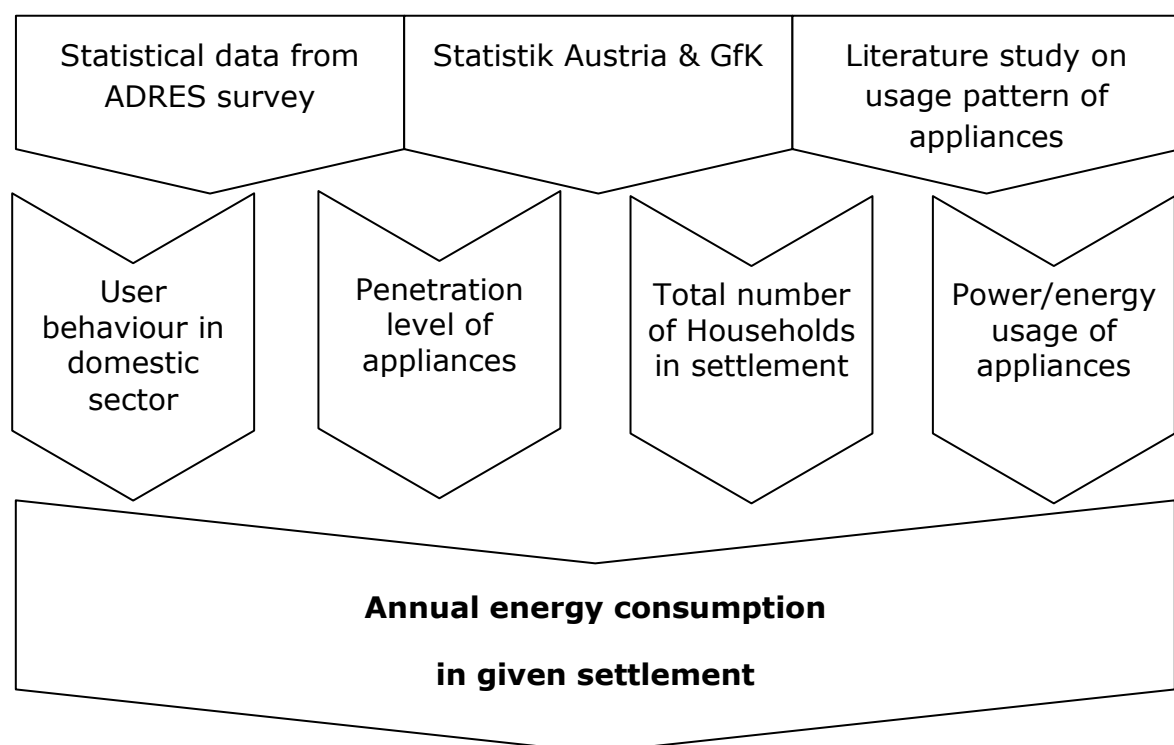 Statistical data from
ADRES survey
Statistik Austria & GfK
Literature study on
usage pattern of
appliances
User
behaviour in
domestic
sector
Penetration
level of
appliances
Total number
of Households
in settlement
Power/energy
usage of
appliances
Annual energy consumption
in given settlement